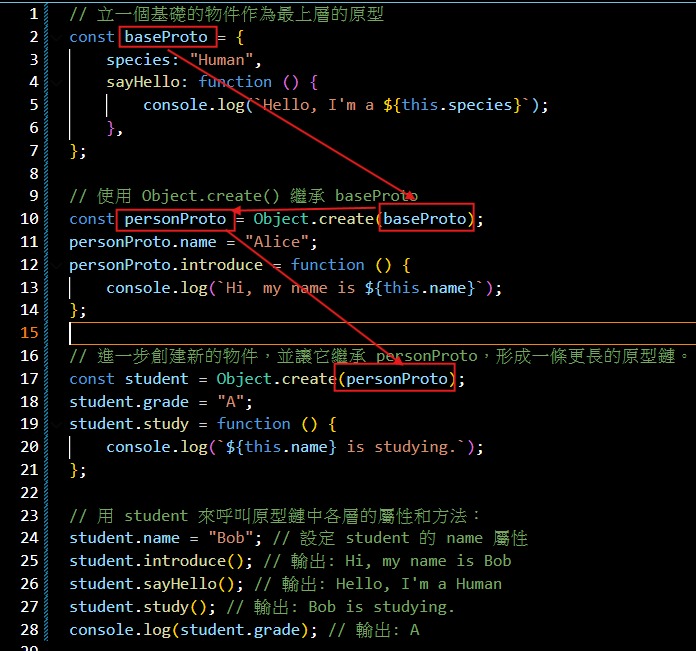 1 // 立一個基礎的物件作為最上層的原型
2 const baseProto = {
3     species: "Human",
4     sayHello: function () {
5         console.log(`Hello, I'm a ${this.species}`);
6     },
7 };
8
9 // 使用 Object.create() 繼承 baseProto
10 const personProto = Object.create(baseProto);
11 personProto.name = "Alice";
12 personProto.introduce = function () {
13     console.log(`Hi, my name is ${this.name}`);
14 };
15
16 // 進一步創建新的物件，並讓它繼承 personProto，形成一條更長的原型鏈。
17 const student = Object.create(personProto);
18 student.grade = "A";
19 student.study = function () {
20     console.log(`${this.name} is studying.`);
21 };
22
23 // 用 student 來呼叫原型鏈中各層的屬性和方法：
24 student.name = "Bob"; // 設定 student 的 name 屬性
25 student.introduce(); // 輸出: Hi, my name is Bob
26 student.sayHello(); // 輸出: Hello, I'm a Human
27 student.study(); // 輸出: Bob is studying.
28 console.log(student.grade); // 輸出: A